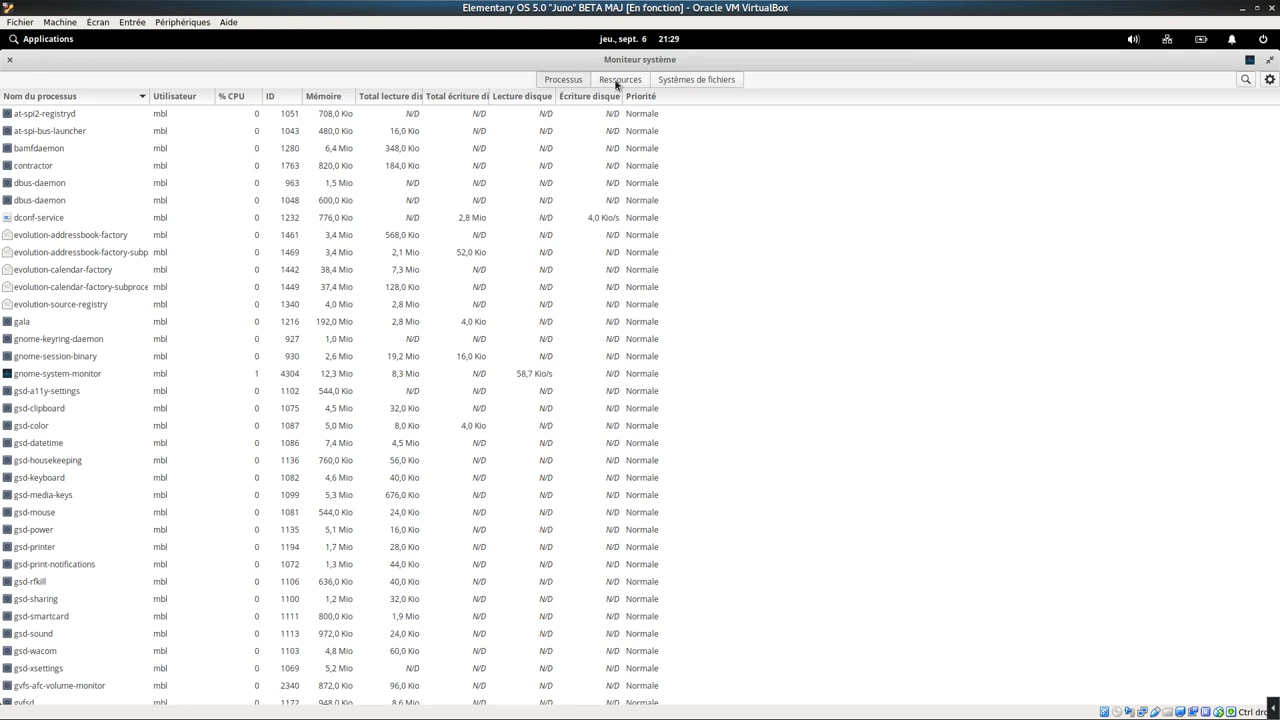 Elementary OS 5.0 "Juno" BETA MAJ [En fonction] - Oracle VM VirtualBox
Fichier Machine Écran Entrée Périphériques Aide
Applications jeu., sept. 6 21:29
Moniteur système
Processus Ressources Systèmes de fichiers
Nom du processus Utilisateur % CPU ID Mémoire Total lecture dis Total écriture di Lecture disque Écriture disque Priorité
at-spi2-registryd mbl 0 1051 708,0 Kio N/D N/D N/D N/D Normale
at-spi-bus-launcher mbl 0 1043 480,0 Kio 16,0 Kio N/D N/D N/D Normale
bamfdaemon mbl 0 1280 6,4 Mio 348,0 Kio N/D N/D N/D Normale
contractor mbl 0 1763 820,0 Kio 184,0 Kio N/D N/D N/D Normale
dbus-daemon mbl 0 963 1,5 Mio N/D N/D N/D N/D Normale
dbus-daemon mbl 0 1048 600,0 Kio N/D N/D N/D N/D Normale
dconf-service mbl 0 1232 776,0 Kio N/D 2,8 Mio N/D 4,0 Kio/s Normale
evolution-addressbook-factory mbl 0 1461 3,4 Mio 568,0 Kio N/D N/D N/D Normale
evolution-addressbook-factory-subp mbl 0 1469 3,4 Mio 2,1 Mio 52,0 Kio N/D N/D Normale
evolution-calendar-factory mbl 0 1442 38,4 Mio 7,3 Mio N/D N/D N/D Normale
evolution-calendar-factory-subproce mbl 0 1449 37,4 Mio 128,0 Kio N/D N/D N/D Normale
evolution-source-registry mbl 0 1340 4,0 Mio 2,8 Mio N/D N/D N/D Normale
gala mbl 0 1216 192,0 Mio 2,8 Mio 4,0 Kio N/D N/D Normale
gnome-keyring-daemon mbl 0 927 1,0 Mio N/D N/D N/D N/D Normale
gnome-session-binary mbl 0 930 2,6 Mio 19,2 Mio 16,0 Kio N/D N/D Normale
gnome-system-monitor mbl 1 4304 12,3 Mio 8,3 Mio N/D 58,7 Kio/s N/D Normale
gsd-a11y-settings mbl 0 1102 544,0 Kio N/D N/D N/D N/D Normale
gsd-clipboard mbl 0 1075 4,5 Mio 32,0 Kio N/D N/D N/D Normale
gsd-color mbl 0 1087 5,0 Mio 8,0 Kio 4,0 Kio N/D N/D Normale
gsd-datetime mbl 0 1086 7,4 Mio 4,5 Mio N/D N/D N/D Normale
gsd-housekeeping mbl 0 1136 760,0 Kio 56,0 Kio N/D N/D N/D Normale
gsd-keyboard mbl 0 1082 4,6 Mio 40,0 Kio N/D N/D N/D Normale
gsd-media-keys mbl 0 1099 5,3 Mio 676,0 Kio N/D N/D N/D Normale
gsd-mouse mbl 0 1081 544,0 Kio 24,0 Kio N/D N/D N/D Normale
gsd-power mbl 0 1135 5,1 Mio 16,0 Kio N/D N/D N/D Normale
gsd-printer mbl 0 1194 1,7 Mio 28,0 Kio N/D N/D N/D Normale
gsd-print-notifications mbl 0 1072 1,3 Mio 44,0 Kio N/D N/D N/D Normale
gsd-rfkill mbl 0 1106 636,0 Kio 40,0 Kio N/D N/D N/D Normale
gsd-sharing mbl 0 1100 1,2 Mio 32,0 Kio N/D N/D N/D Normale
gsd-smartcard mbl 0 1111 800,0 Kio 1,9 Mio N/D N/D N/D Normale
gsd-sound mbl 0 1113 972,0 Kio 24,0 Kio N/D N/D N/D Normale
gsd-wacom mbl 0 1103 4,8 Mio 60,0 Kio N/D N/D N/D Normale
gsd-xsettings mbl 0 1069 5,2 Mio N/D N/D N/D N/D Normale
gvfs-afc-volume-monitor mbl 0 2340 872,0 Kio 96,0 Kio N/D N/D N/D Normale
gvfsd mbl 0 1172 948,0 Kio 8,6 Mio N/D N/D N/D Normale
Ctrl dro